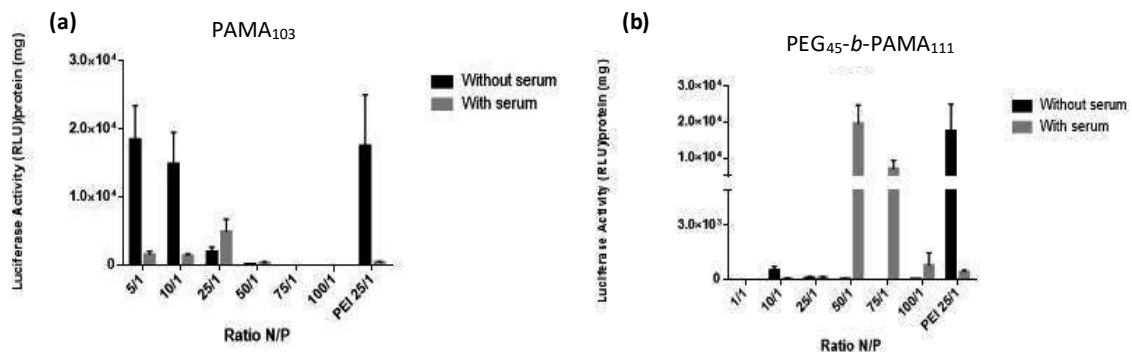 (a)
PAMA₁₀₃
3.0×10⁴
2.0×10⁴
1.0×10⁴
0
Luciferase Activity (RLU)/protein (mg)
Without serum
With serum
5/1
10/1
25/1
50/1
75/1
100/1
PEI 25/1
Ratio N/P
(b)
PEG₄₅-b-PAMA₁₁₁
3.0×10⁴
2.0×10⁴
1.0×10⁴
3.0×10³
0
Luciferase Activity (RLU)/protein (mg)
Without serum
With serum
1/1
10/1
25/1
50/1
75/1
100/1
PEI 25/1
Ratio N/P